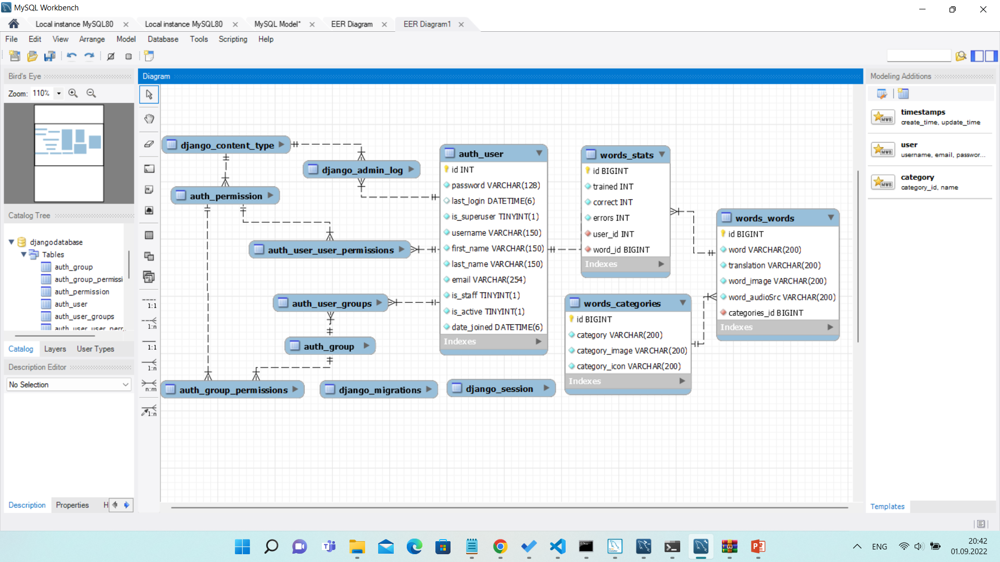 MySQL Workbench
Local instance MySQL80
Local instance MySQL80
MySQL Model*
EER Diagram
EER Diagram1
File Edit View Arrange Model Database Tools Scripting Help
Bird's Eye
Zoom: 110%
Catalog Tree
djangodatabase
Tables
auth_group
auth_group_permissi
auth_permission
auth_user
auth_user_groups
auth_user_user_perr..
Catalog Layers User Types
Description Editor
No Selection
Description Properties H
Diagram
1:1
1:n
1:1
1:n
n:m
1:n
django_content_type
django_admin_log
auth_permission
auth_user_user_permissions
auth_user_groups
auth_group
auth_group_permissions
django_migrations
django_session
auth_user
id INT
password VARCHAR(128)
last_login DATETIME(6)
is_superuser TINYINT(1)
username VARCHAR(150)
first_name VARCHAR(150)
last_name VARCHAR(150)
email VARCHAR(254)
is_staff TINYINT(1)
is_active TINYINT(1)
date_joined DATETIME(6)
Indexes
words_stats
id BIGINT
trained INT
correct INT
errors INT
user_id INT
word_id BIGINT
Indexes
words_categories
id BIGINT
category VARCHAR(200)
category_image VARCHAR(200)
category_icon VARCHAR(200)
Indexes
words_words
id BIGINT
word VARCHAR(200)
translation VARCHAR(200)
word_image VARCHAR(200)
word_audioSrc VARCHAR(200)
categories_id BIGINT
Indexes
Modeling Additions
MWB
timestamps
create_time, update_time
MWB
user
username, email, passwor...
MWB
category
category_id, name
Templates
ENG
20:42
01.09.2022